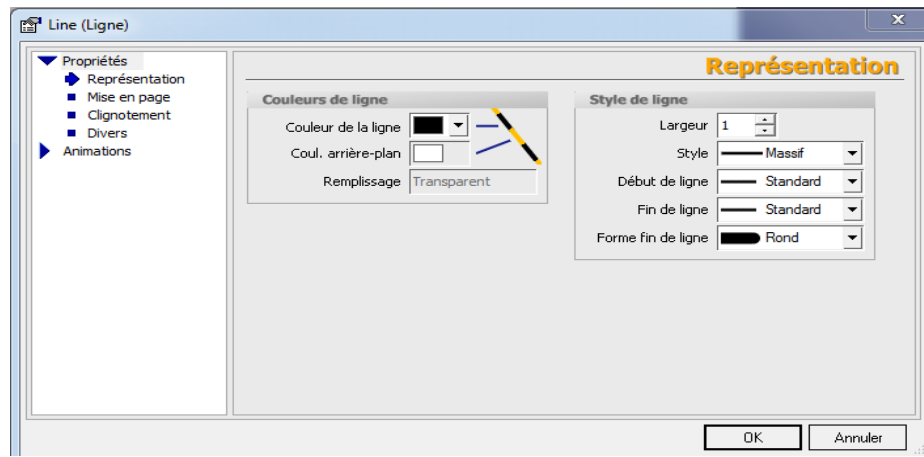 Line (Ligne)
Propriétés
Représentation
Mise en page
Clignotement
Divers
Animations
Représentation
Couleurs de ligne
Couleur de la ligne
Coul. arrière-plan
Remplissage Transparent
Style de ligne
Largeur 1
Style Massif
Début de ligne Standard
Fin de ligne Standard
Forme fin de ligne Rond
OK
Annuler